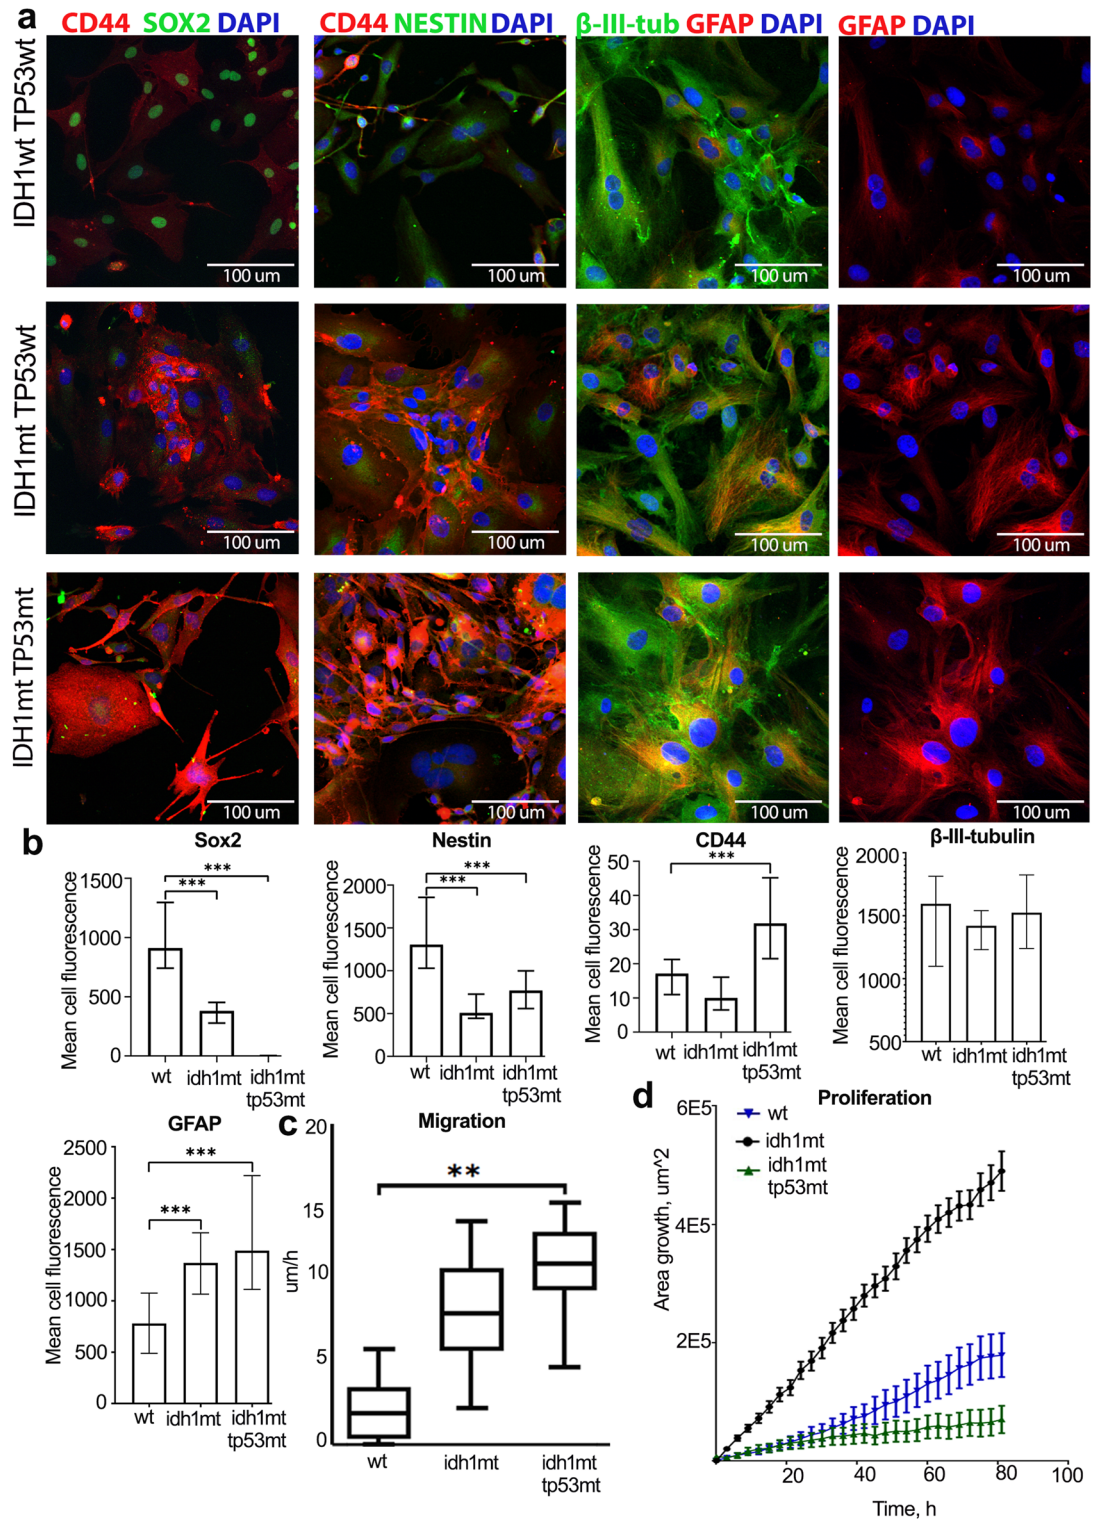 a
CD44 SOX2 DAPI
CD44 NESTIN DAPI
β-III-tub GFAP DAPI
GFAP DAPI
IDH1wt TP53wt
100 um
100 um
100 um
100 um
IDH1mt TP53wt
100 um
100 um
100 um
100 um
IDH1mt TP53mt
100 um
100 um
100 um
100 um
b
Sox2
Mean cell fluorescence
1500
1000
500
0
***
***
wt
idh1mt
idh1mt
tp53mt
Nestin
Mean cell fluorescence
2000
1500
1000
500
0
***
***
wt
idh1mt
idh1mt
tp53mt
CD44
Mean cell fluorescence
50
40
30
20
10
0
***
wt
idh1mt
idh1mt
tp53mt
β-III-tubulin
Mean cell fluorescence
2000
1500
1000
500
wt
idh1mt
idh1mt
tp53mt
GFAP
Mean cell fluorescence
2500
2000
1500
1000
500
0
***
***
wt
idh1mt
idh1mt
tp53mt
c
Migration
um/h
20
15
10
5
0
**
wt
idh1mt
idh1mt
tp53mt
d
Proliferation
wt
idh1mt
idh1mt
tp53mt
Area growth, um^2
6E5
4E5
2E5
20
40
60
80
100
Time, h